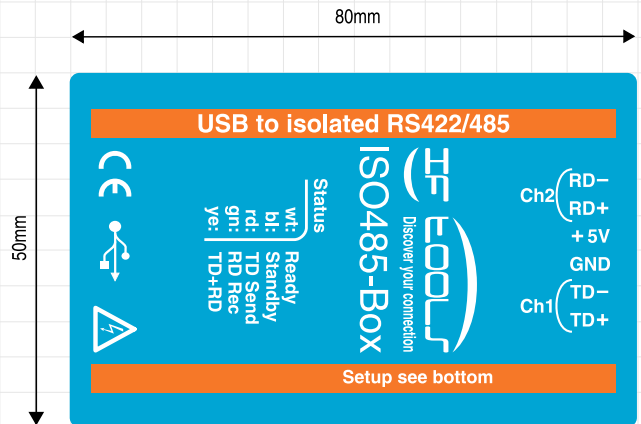 80mm
50mm
USB to isolated RS422/485
CE
Status
wt: Ready
bl: Standby
rd: TD Send
gn: RD Rec
ye: TD+RD
IF TOOLS
Discover your connection
ISO485-Box
Ch2
RD−
RD+
+5V
GND
Ch1
TD−
TD+
Setup see bottom